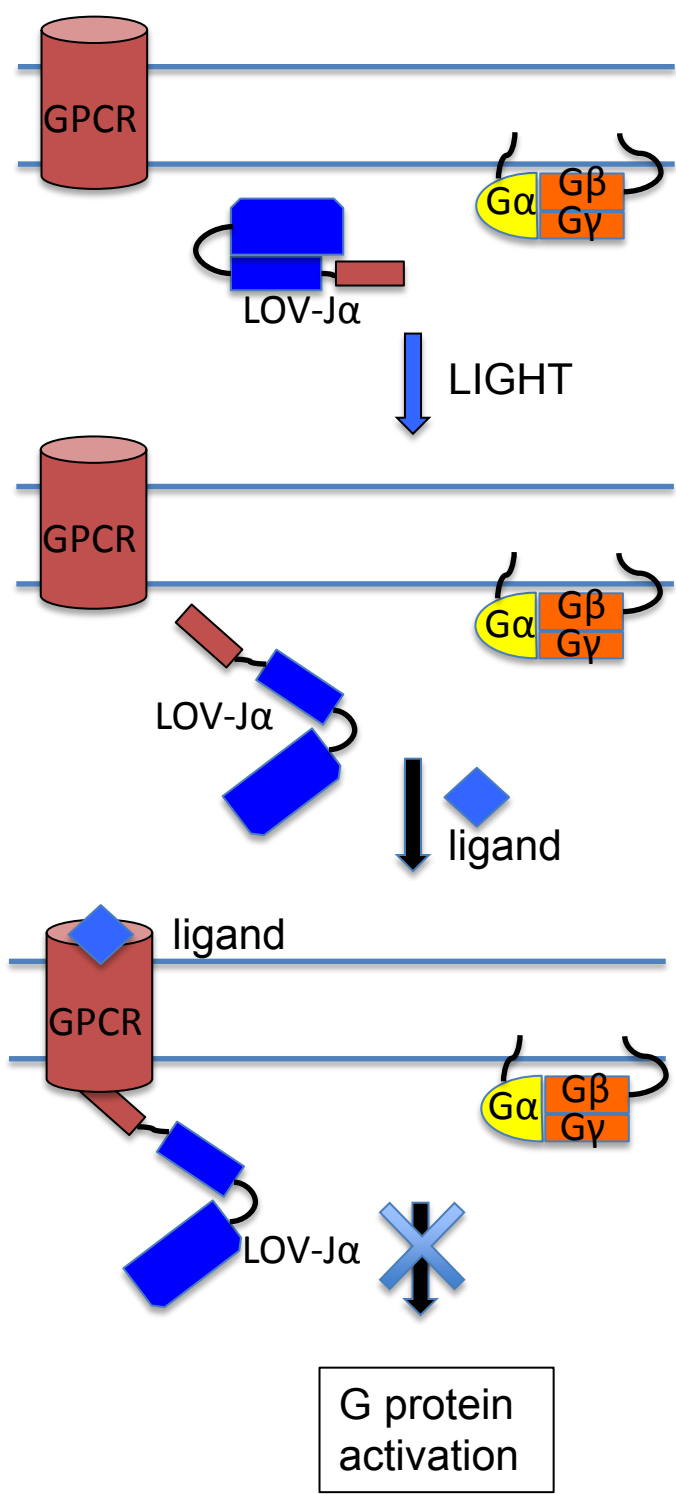 GPCR
Gα
Gβ
Gγ
LOV-Jα
LIGHT
GPCR
Gα
Gβ
Gγ
LOV-Jα
ligand
ligand
GPCR
Gα
Gβ
Gγ
LOV-Jα
G protein
activation